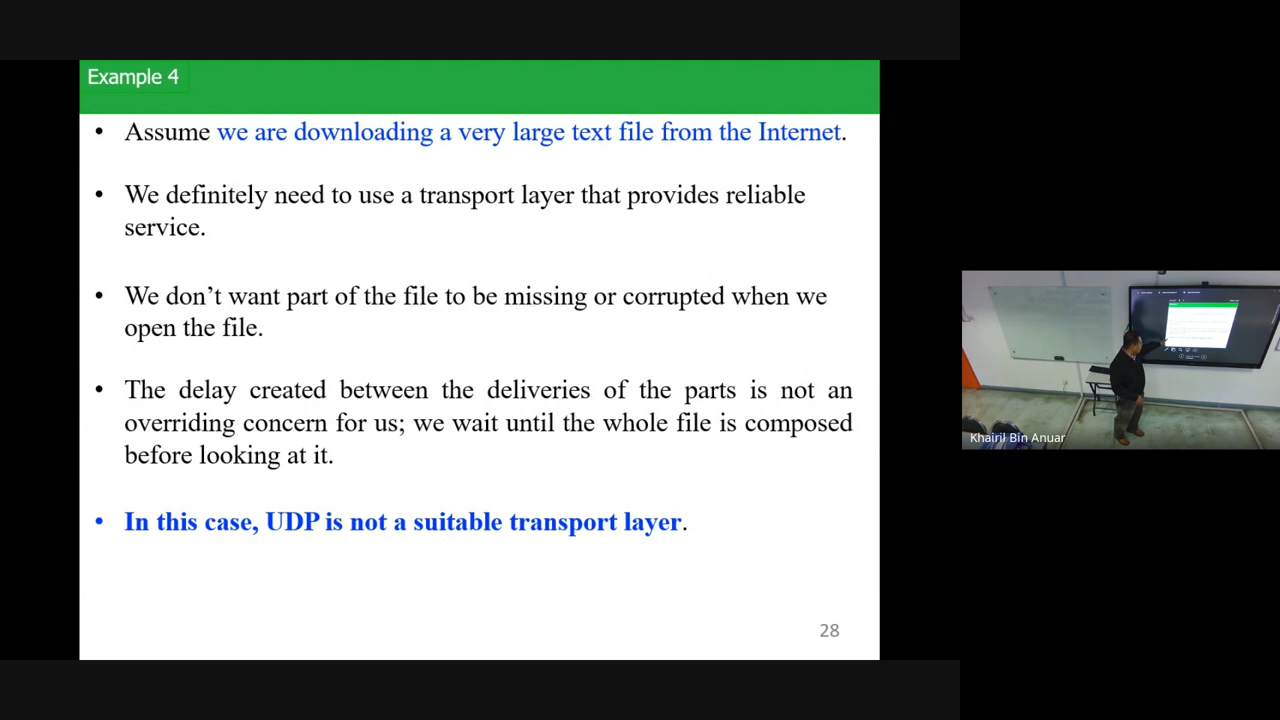 Example 4
• Assume we are downloading a very large text file from the Internet.
• We definitely need to use a transport layer that provides reliable
service.
• We don’t want part of the file to be missing or corrupted when we
open the file.
• The delay created between the deliveries of the parts is not an
overriding concern for us; we wait until the whole file is composed
before looking at it.
• In this case, UDP is not a suitable transport layer.
28
Khairil Bin Anuar